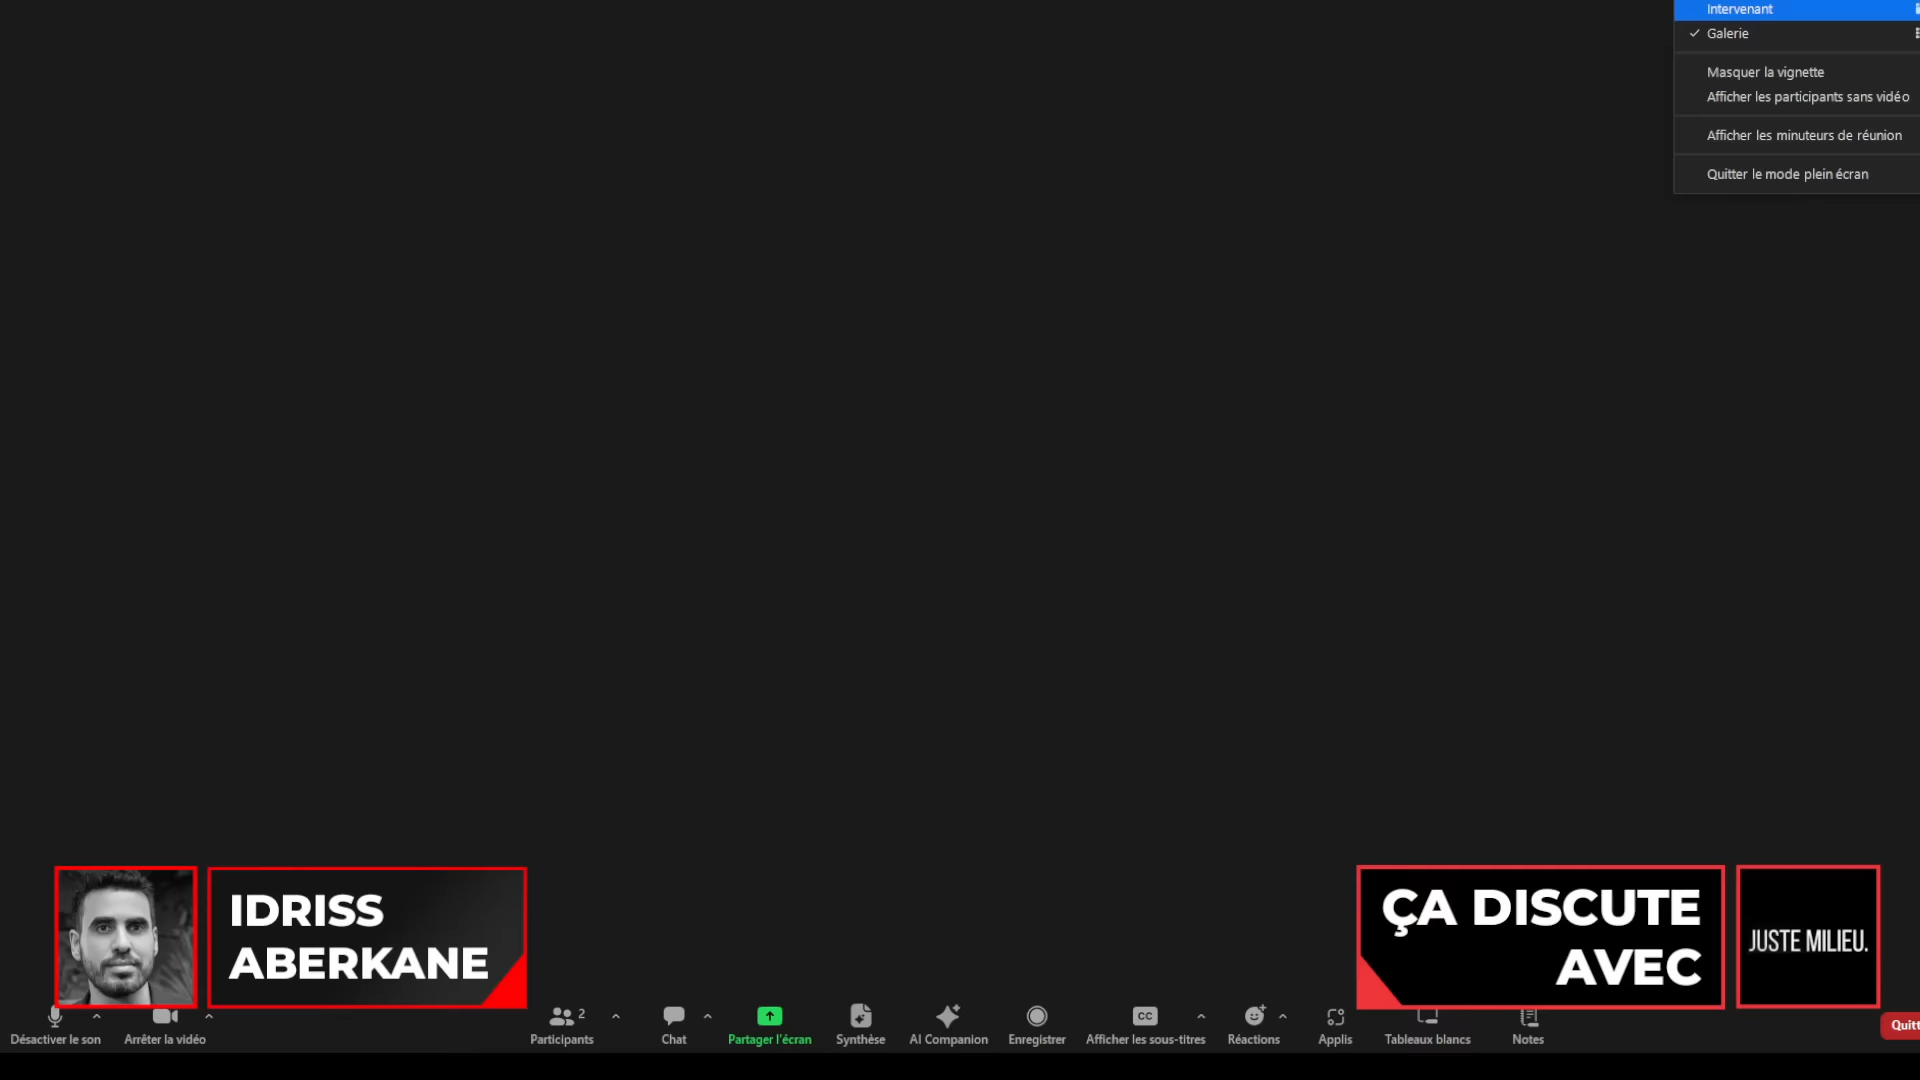 Intervenant
Galerie
Masquer la vignette
Afficher les participants sans vidéo
Afficher les minuteurs de réunion
Quitter le mode plein écran
IDRISS
ABERKANE
ÇA DISCUTE
AVEC
JUSTE MILIEU.
2
CC
Désactiver le son
Arrêter la vidéo
Participants
Chat
Partager l'écran
Synthèse
AI Companion
Enregistrer
Afficher les sous-titres
Réactions
Applis
Tableaux blancs
Notes
Quitt